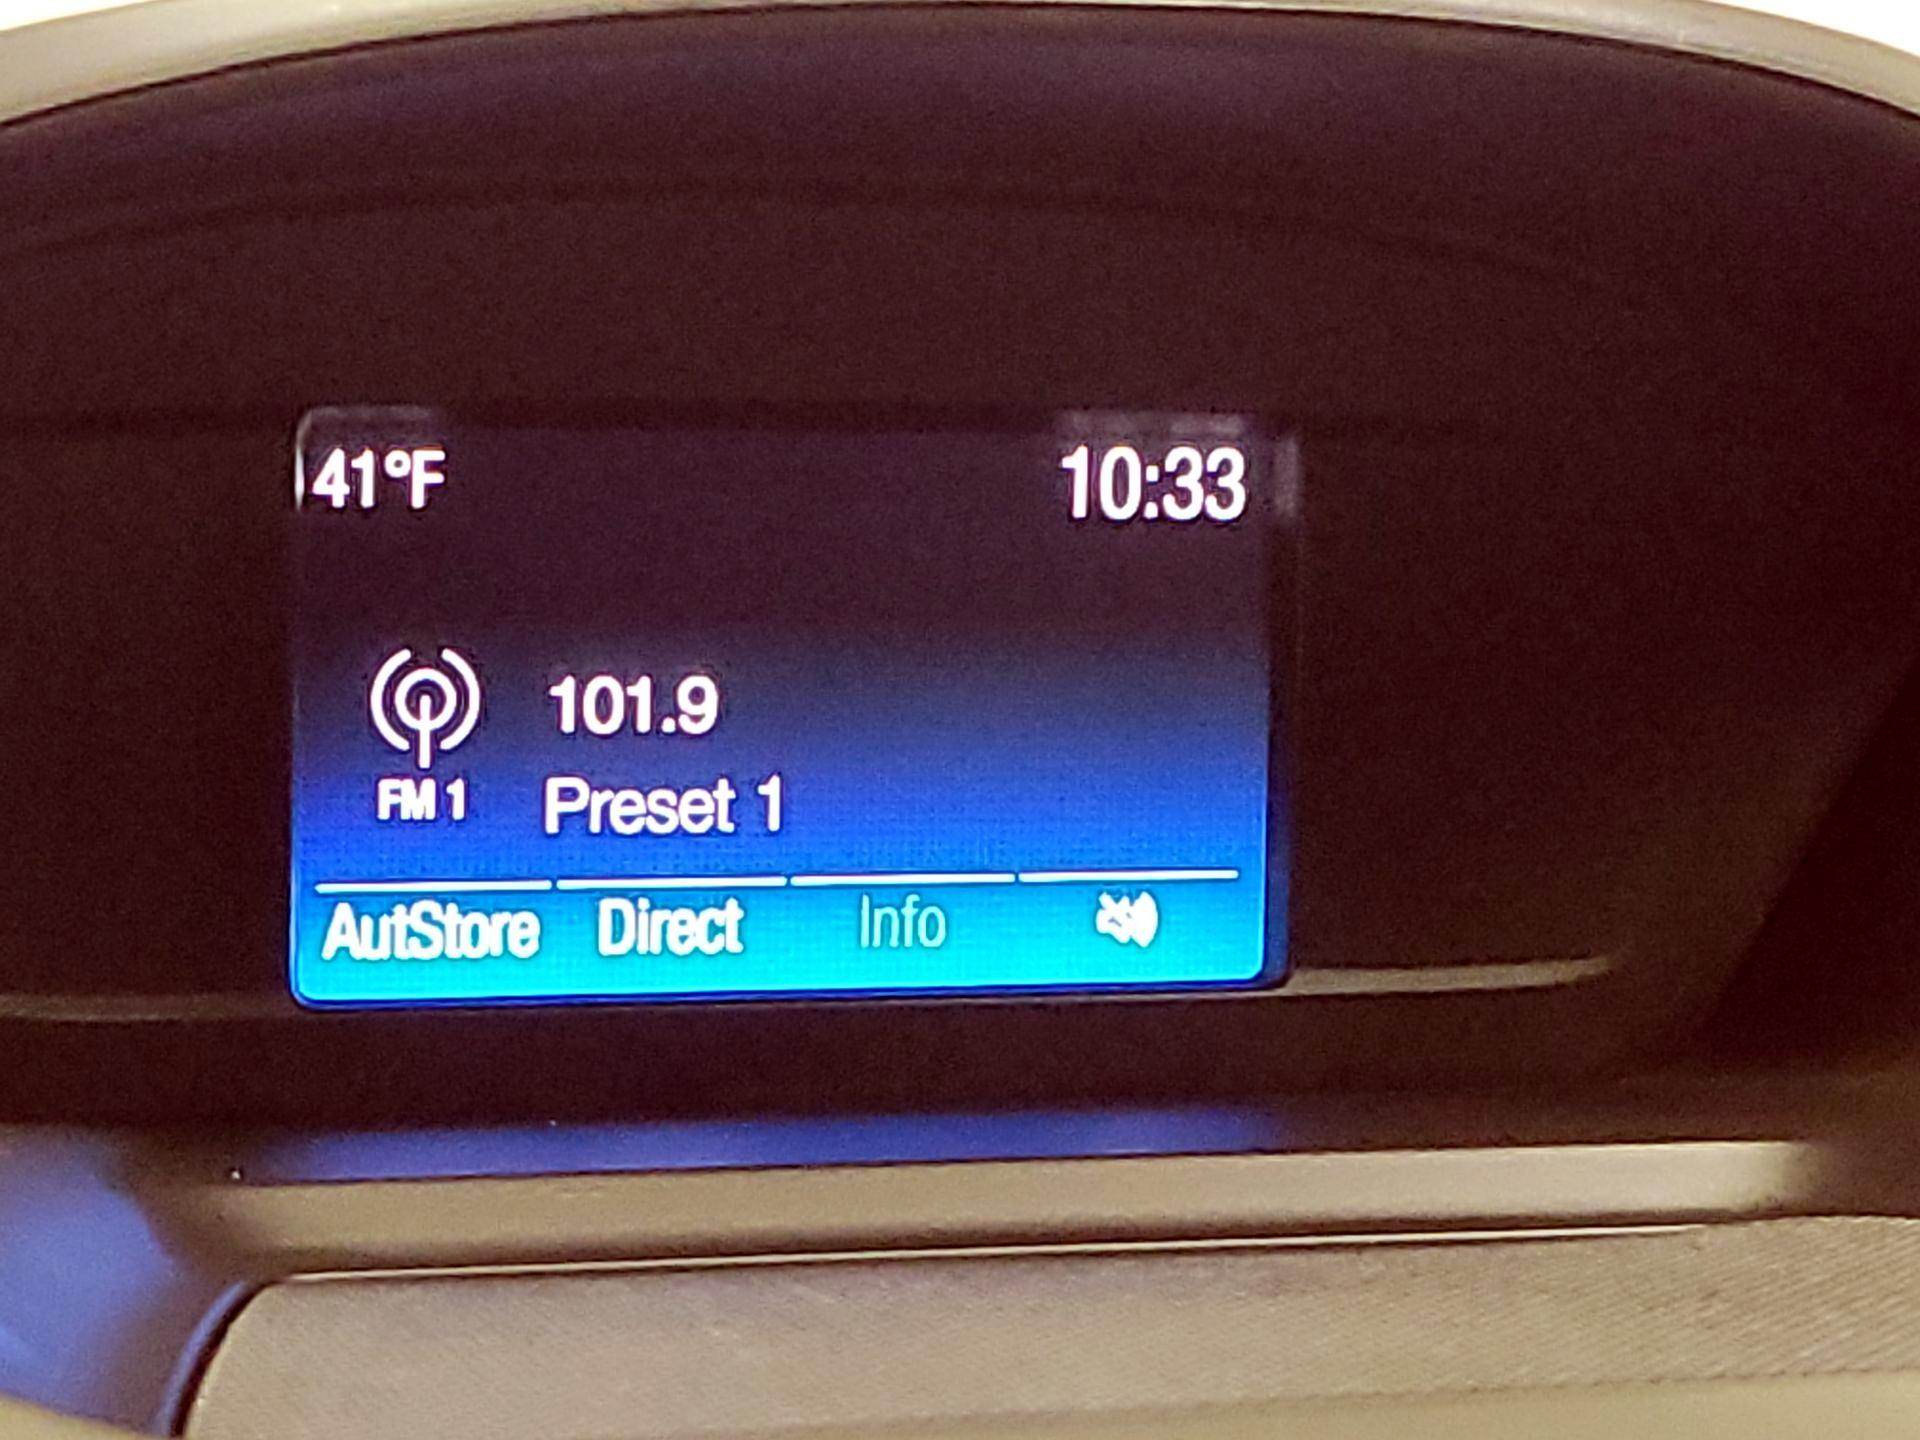 41°F 10:33
101.9
FM 1 Preset 1
AutStore Direct Info